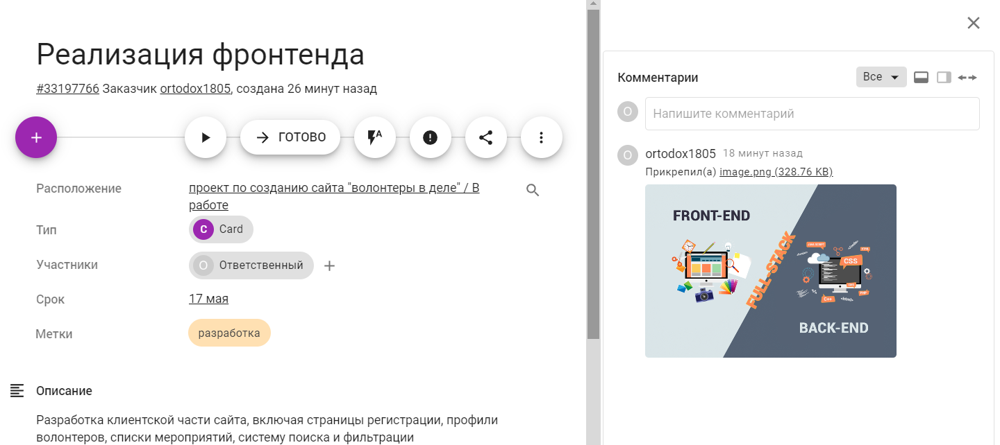 Реализация фронтенда
#33197766 Заказчик ortodox1805, создана 26 минут назад
ГОТОВО
A
Расположение
проект по созданию сайта "волонтеры в деле" / В
работе
Тип
C Card
Участники
O Ответственный
Срок
17 мая
Метки
разработка
Описание
Разработка клиентской части сайта, включая страницы регистрации, профили
волонтеров, списки мероприятий, систему поиска и фильтрации
Комментарии
Все
O
Напишите комментарий
O
ortodox1805 18 минут назад
Прикрепил(а) image.png (328.76 KB)
FRONT-END
FULL-STACK
CSS
C++
PHP
BACK-END